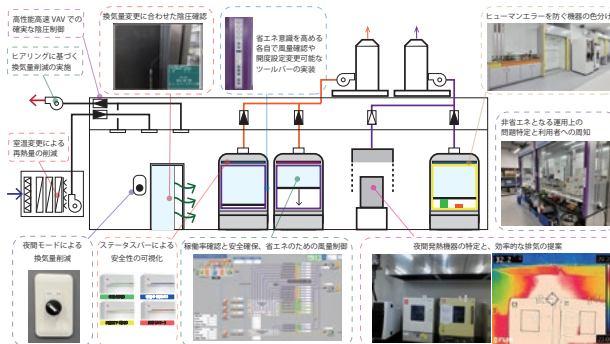 高性能高速 VAV での
確実な陰圧制御
換気量変更に合わせた陰圧確認
省エネ意識を高める
各自で風量確認や
開度設定変更可能な
ツールバーの実装
ヒューマンエラーを防ぐ機器の色分け
ヒアリングに基づく
換気量削減の実施
室温変更による
再熱量の削減
非省エネとなる運用上の
問題特定と利用者への周知
夜間モードによる
換気量削減
ステータスバーによる
安全性の可視化
稼働率確認と安全確保、省エネのための風量制御
夜間発熱機器の特定と、効率的な排気の提案